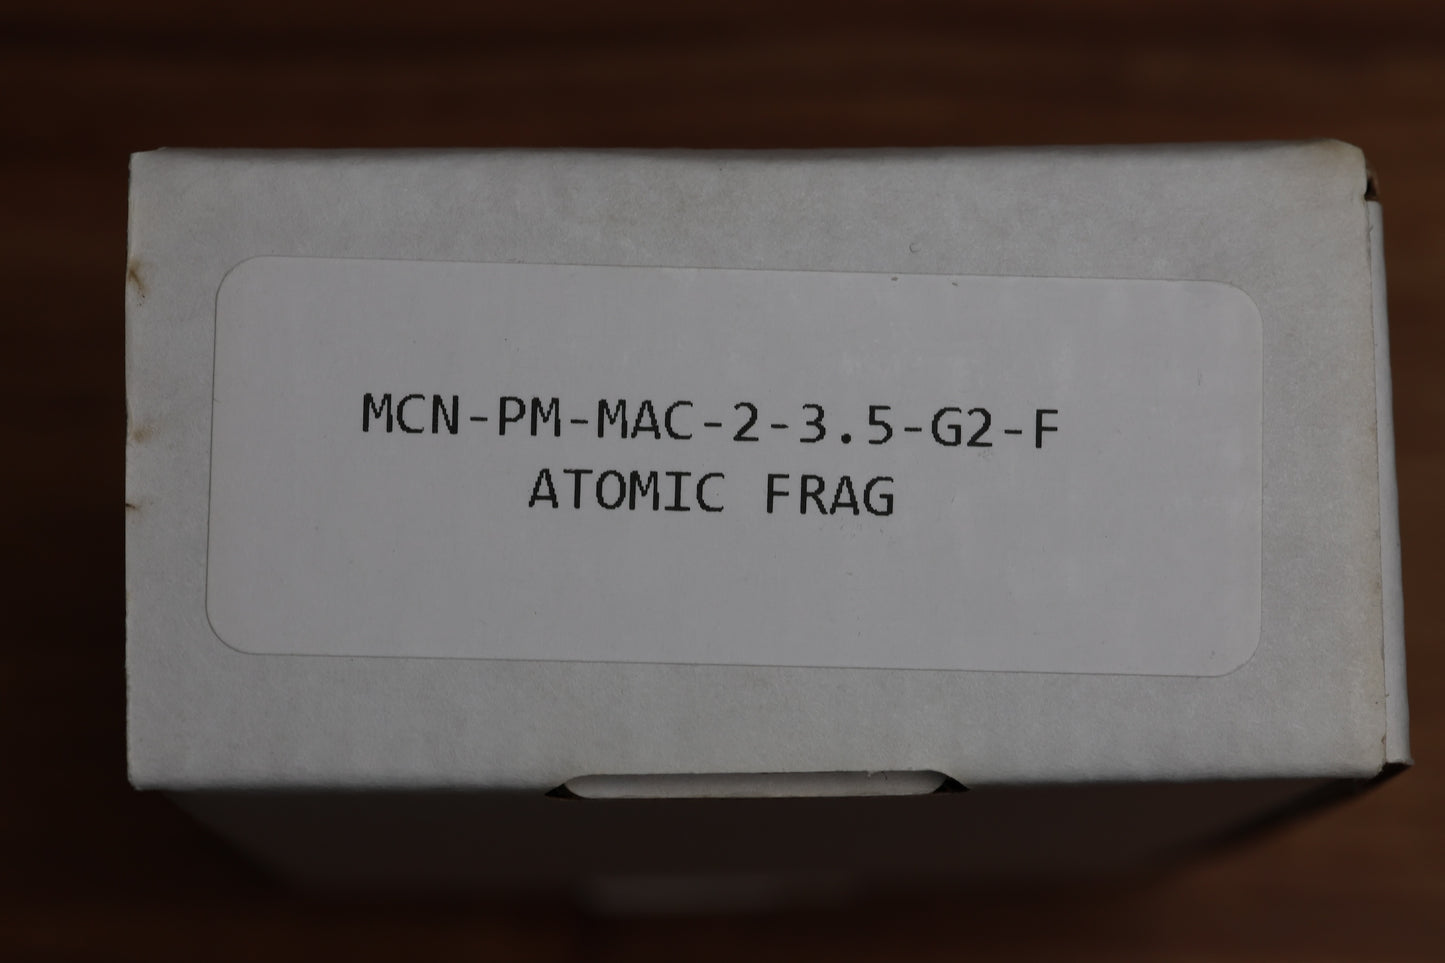 MCN-PM-MAC-2-3.5-G2-F
ATOMIC FRAG